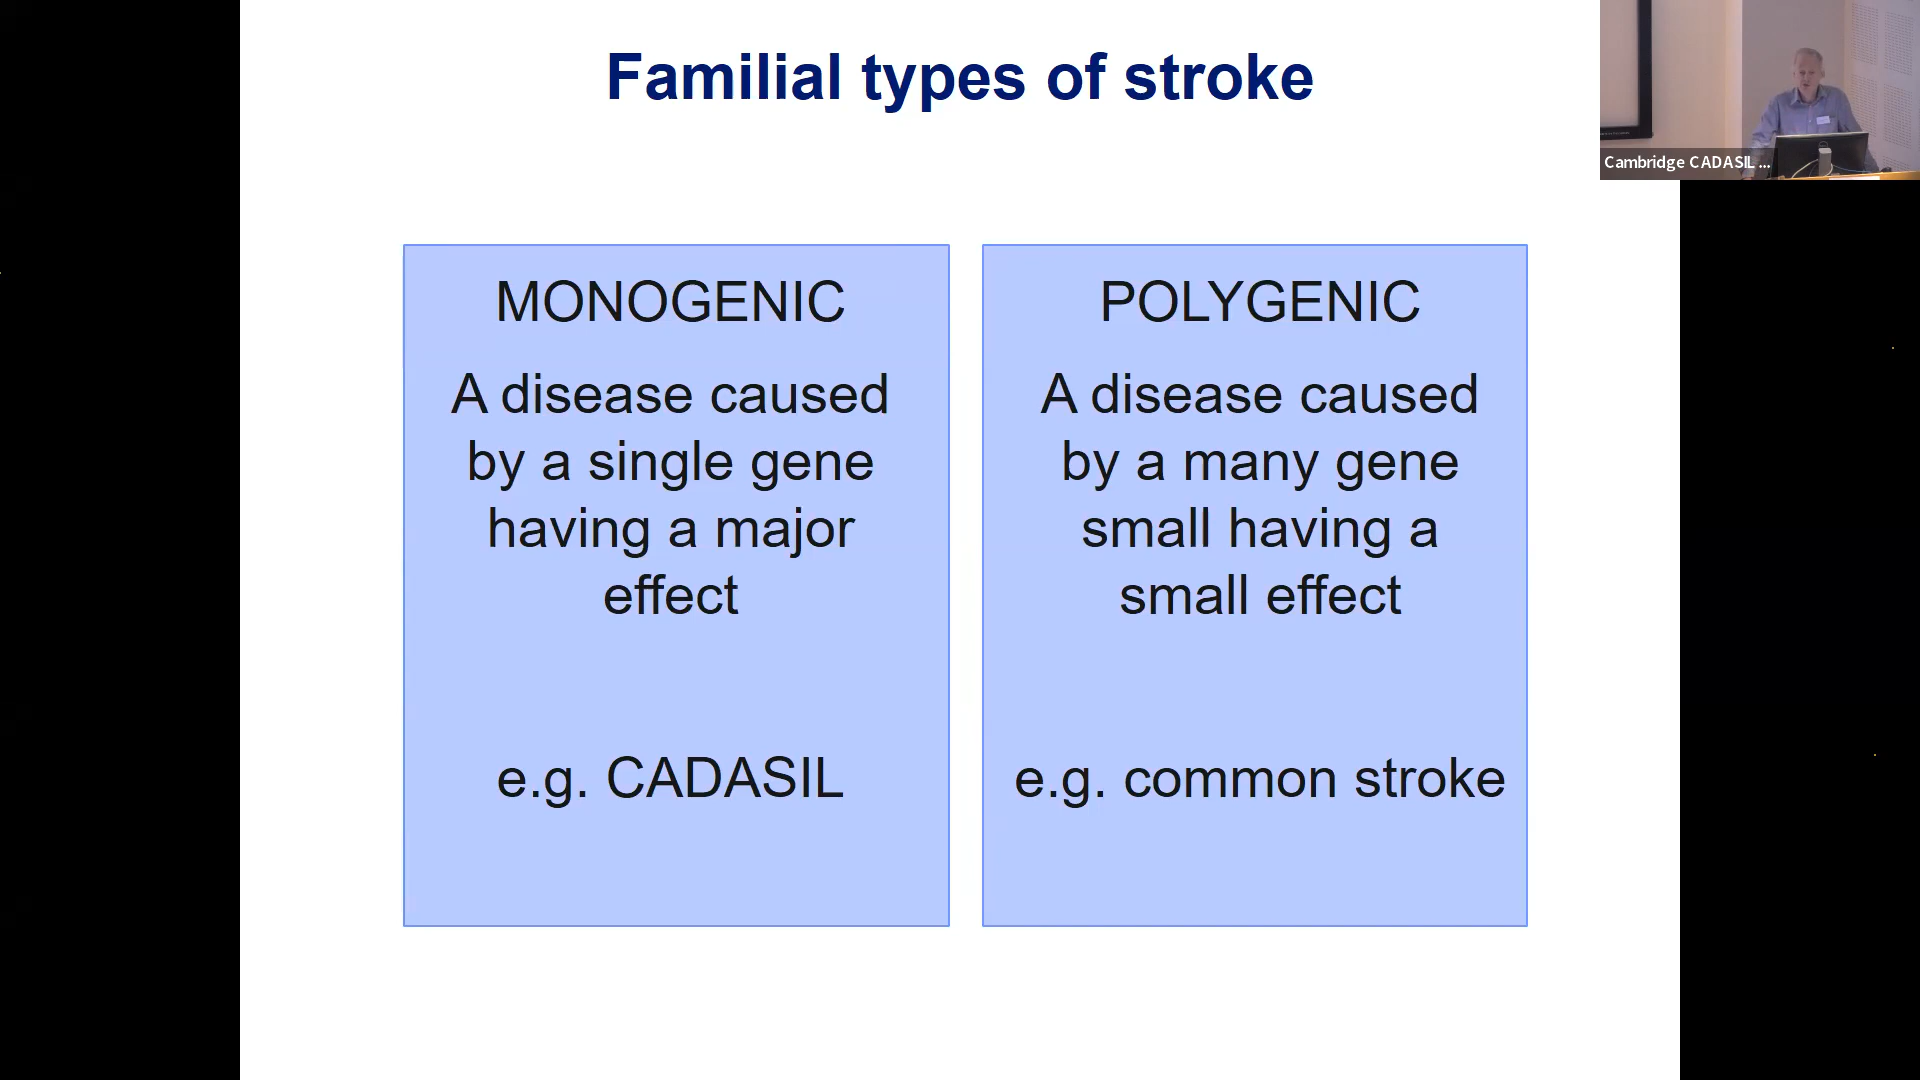 Familial types of stroke
Cambridge CADASIL ...
MONOGENIC
A disease caused
by a single gene
having a major
effect
e.g. CADASIL
POLYGENIC
A disease caused
by a many gene
small having a
small effect
e.g. common stroke